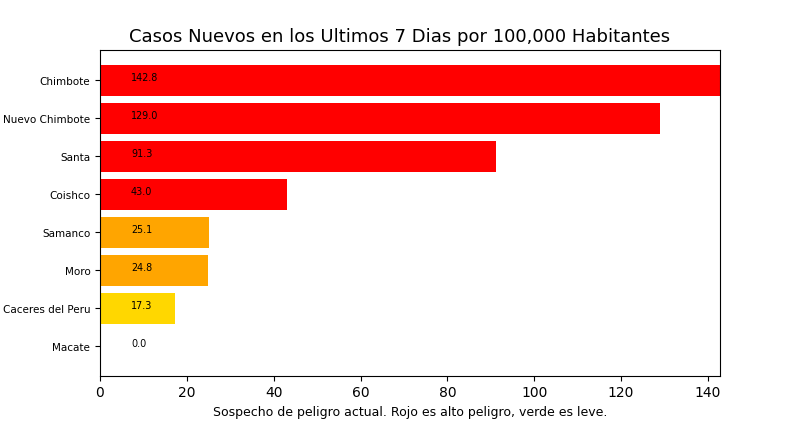 Casos Nuevos en los Ultimos 7 Dias por 100,000 Habitantes
Chimbote 142.8
Nuevo Chimbote 129.0
Santa 91.3
Coishco 43.0
Samanco 25.1
Moro 24.8
Caceres del Peru 17.3
Macate 0.0
0 20 40 60 80 100 120 140
Sospecho de peligro actual. Rojo es alto peligro, verde es leve.